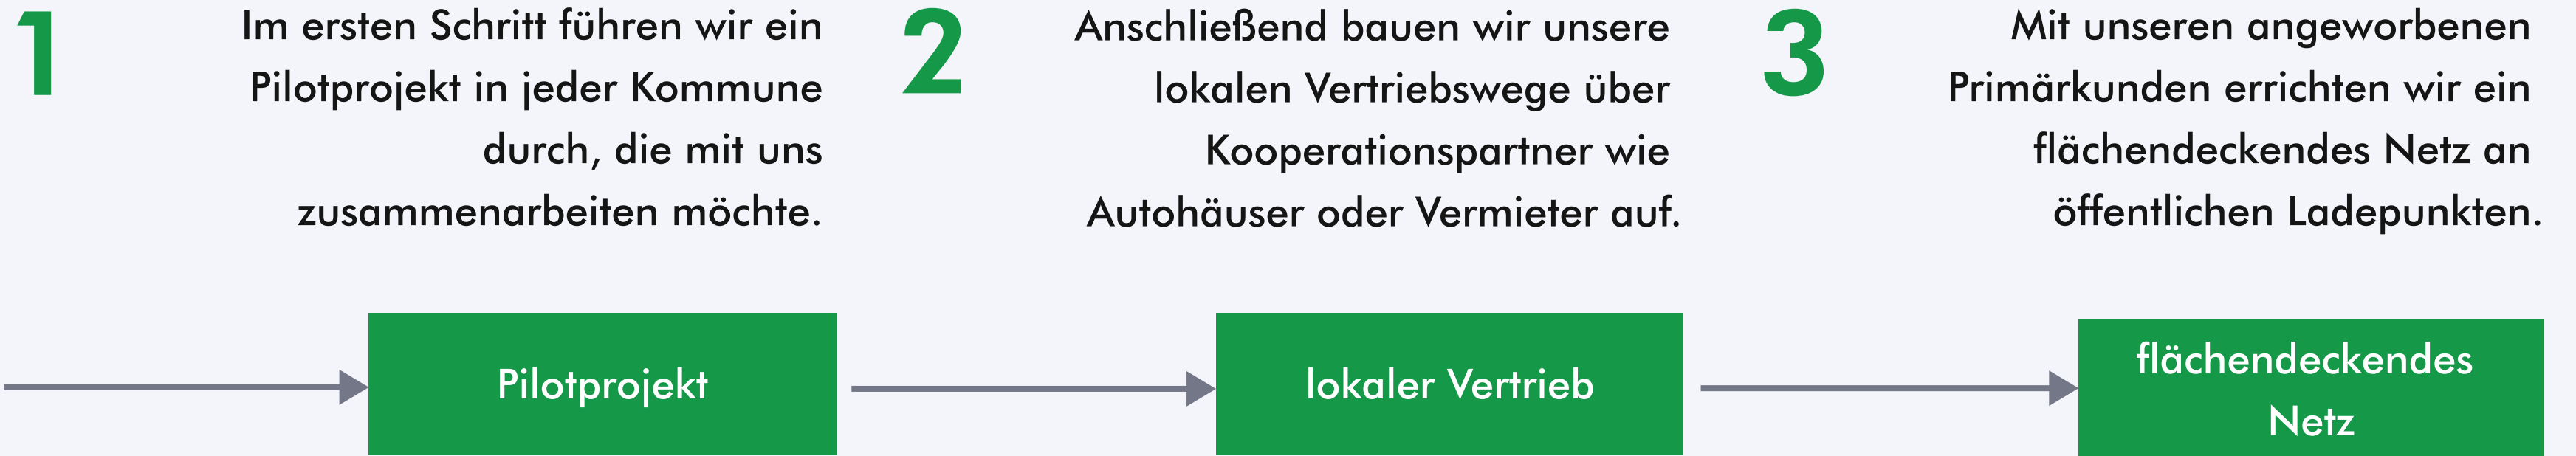 1
Im ersten Schritt führen wir ein
Pilotprojekt in jeder Kommune
durch, die mit uns
zusammenarbeiten möchte.
2
Anschließend bauen wir unsere
lokalen Vertriebswege über
Kooperationspartner wie
Autohäuser oder Vermieter auf.
3
Mit unseren angeworbenen
Primärkunden errichten wir ein
flächendeckendes Netz an
öffentlichen Ladepunkten.
Pilotprojekt
lokaler Vertrieb
flächendeckendes
Netz